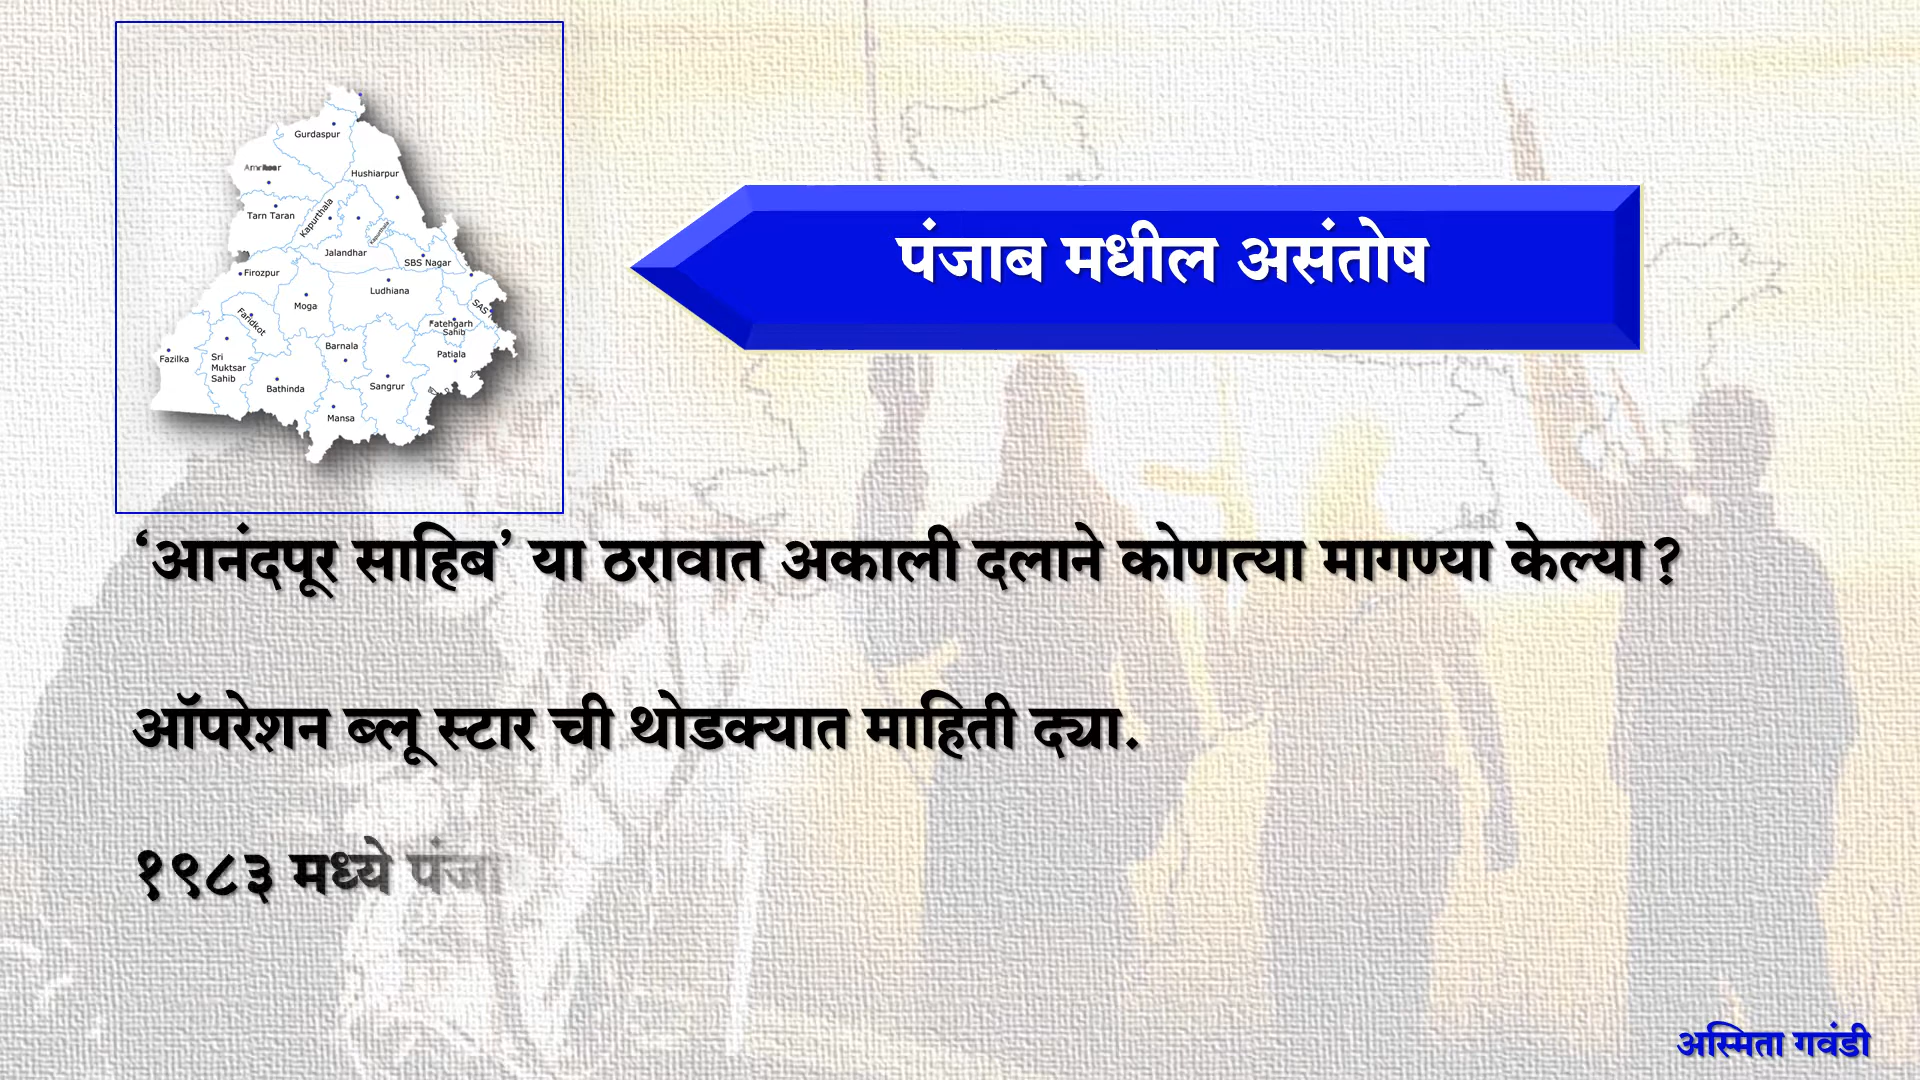 Gurdaspur
Hushiarpur
Tarn Taran
Kapurthala
Kapurthala
Jalandhar
SBS Nagar
Firozpur
Ludhiana
Moga
SAS
Faridkot
Fatehgarh
Sahib
Barnala
Patiala
Fazilka
Sri
Muktsar
Sahib
Bathinda
Sangrur
Mansa
पंजाब मधील असंतोष
‘आनंदपूर साहिब’ या ठरावात अकाली दलाने कोणत्या मागण्या केल्या?
ऑपरेशन ब्लू स्टार ची थोडक्यात माहिती द्या.
१९८३ मध्ये पंजा
अस्मिता गवंडी